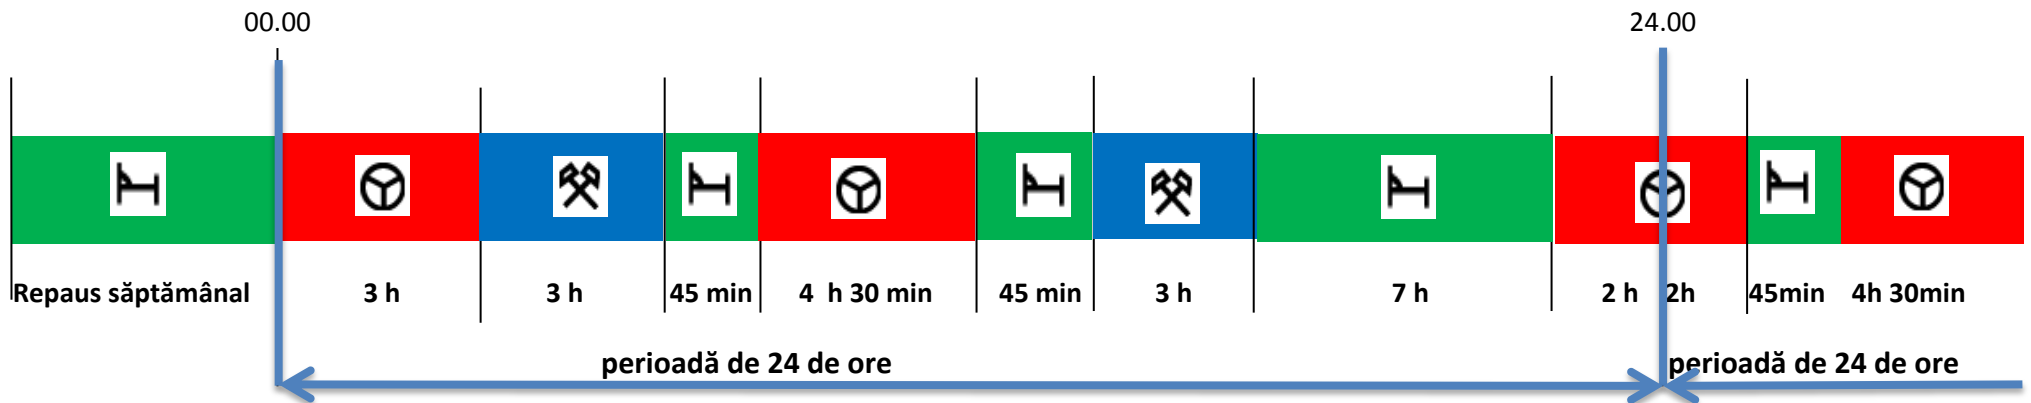 00.00 24.00
Repaus săptămânal 3 h 3 h 45 min 4 h 30 min 45 min 3 h 7 h 2 h 2h 45min 4h 30min
perioadă de 24 de ore perioadă de 24 de ore